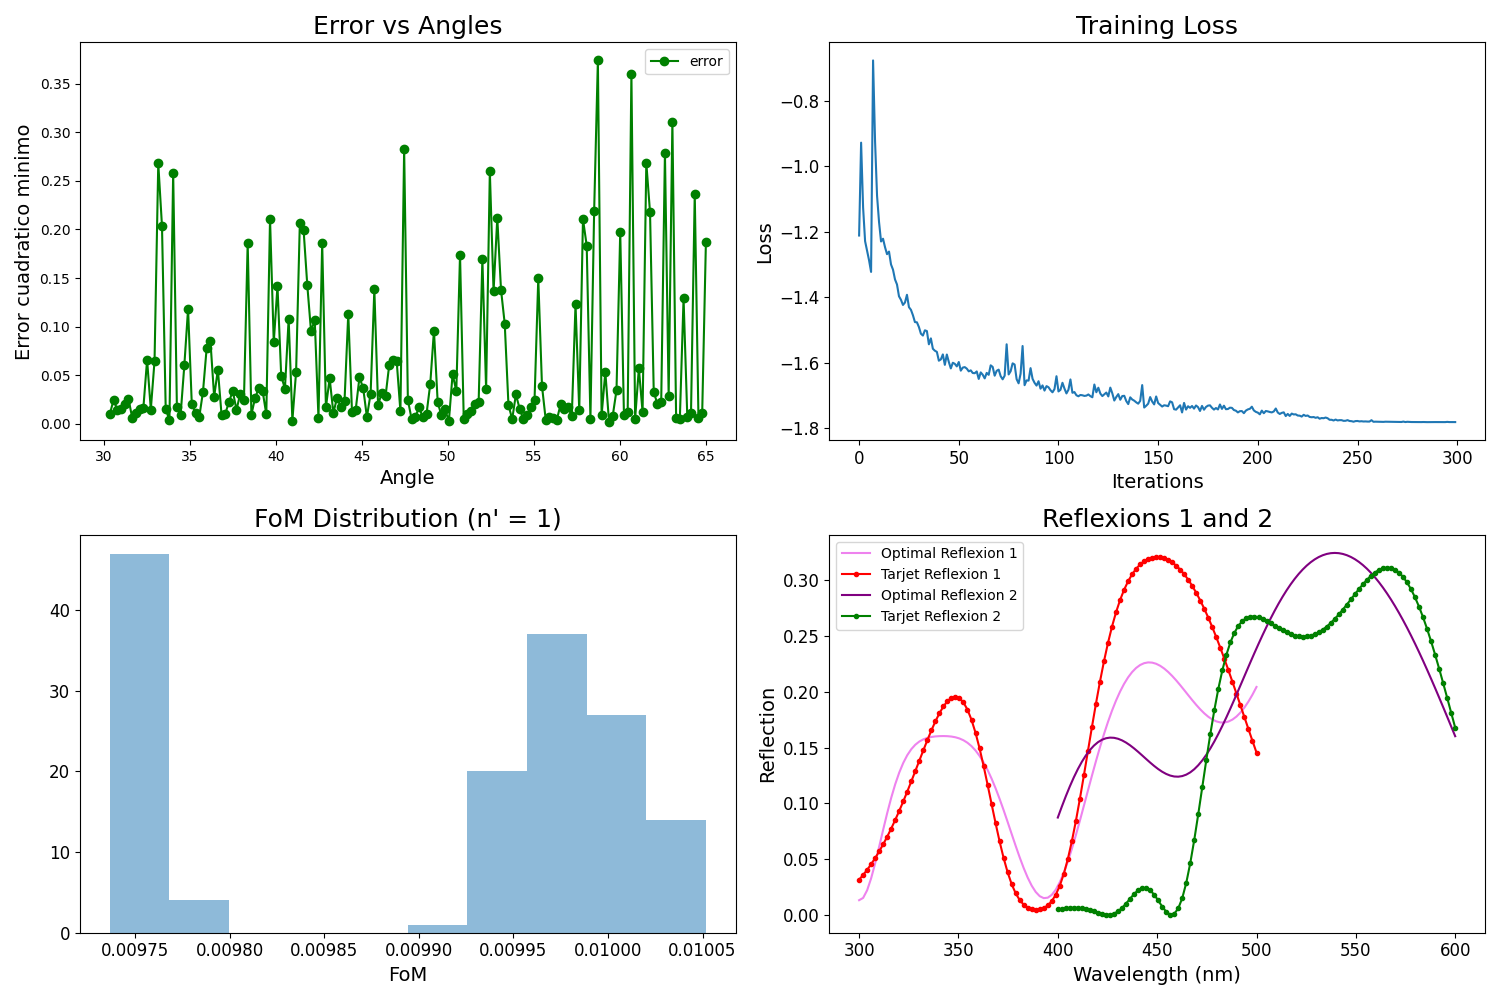 Error vs Angles
error
Error cuadratico minimo
0.35
0.30
0.25
0.20
0.15
0.10
0.05
0.00
30 35 40 45 50 55 60 65
Angle
Training Loss
Loss
−0.8
−1.0
−1.2
−1.4
−1.6
−1.8
0 50 100 150 200 250 300
Iterations
FoM Distribution (n' = 1)
40
30
20
10
0
0.00975 0.00980 0.00985 0.00990 0.00995 0.01000 0.01005
FoM
Reflexions 1 and 2
Optimal Reflexion 1
Tarjet Reflexion 1
Optimal Reflexion 2
Tarjet Reflexion 2
Reflection
0.30
0.25
0.20
0.15
0.10
0.05
0.00
300 350 400 450 500 550 600
Wavelength (nm)